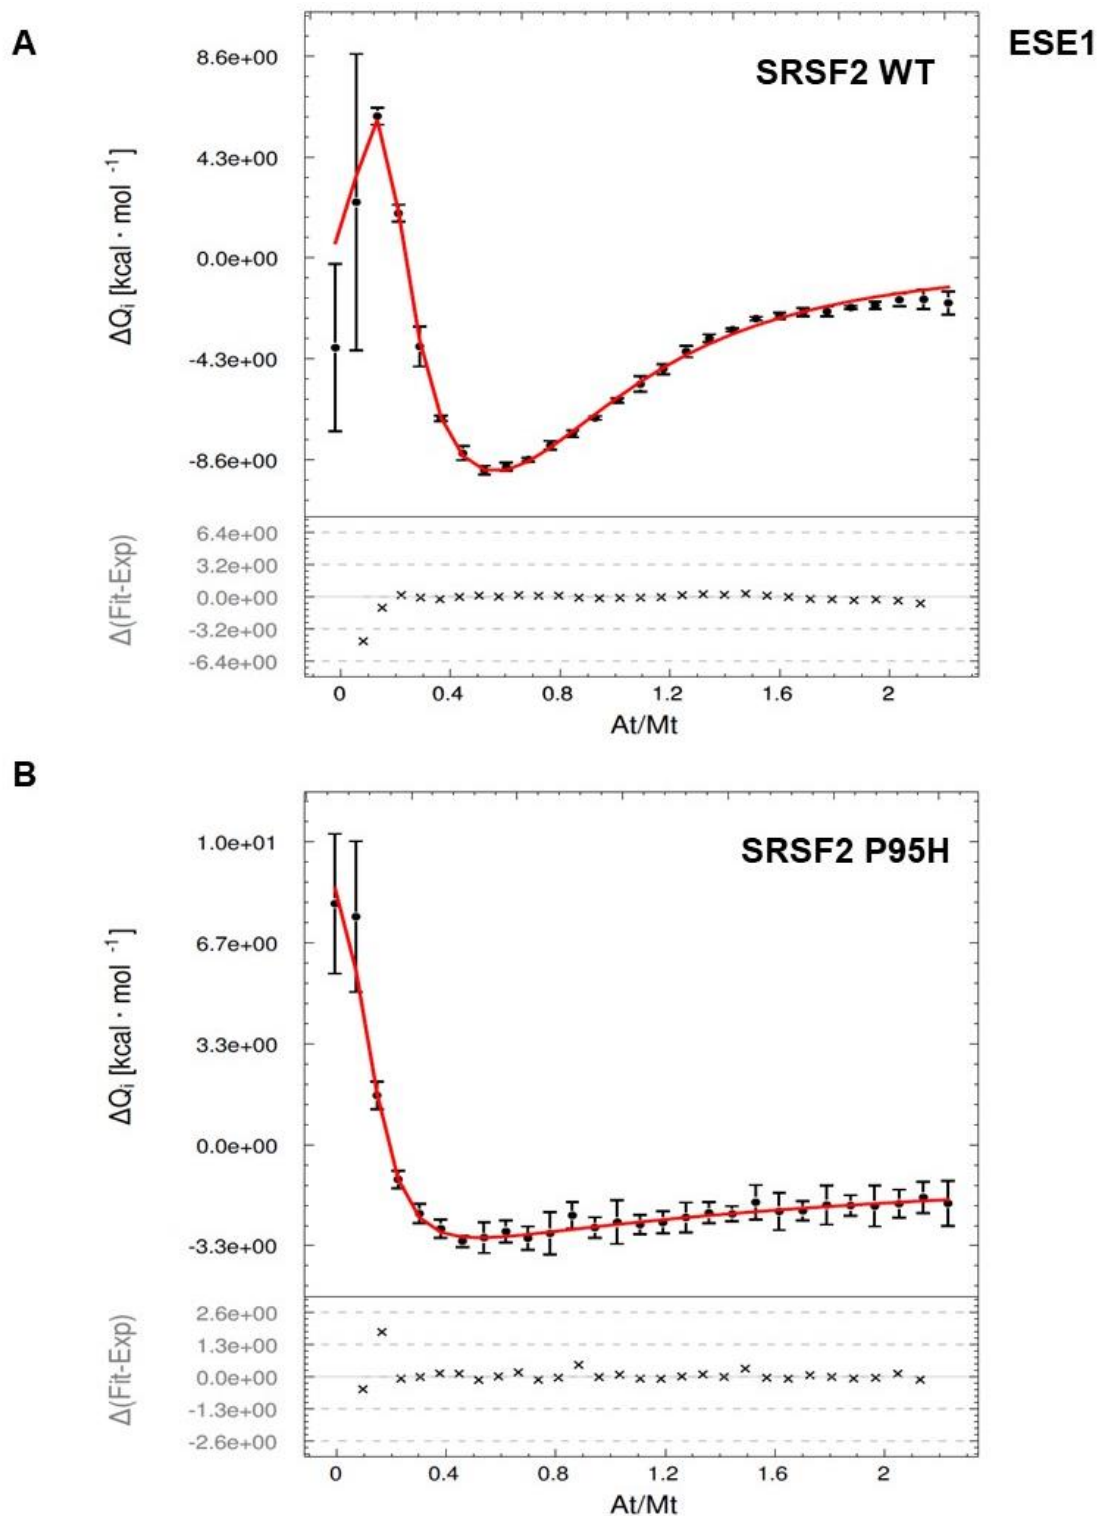 A
ESE1
SRSF2 WT
ΔQi [kcal · mol -1]
8.6e+00
4.3e+00
0.0e+00
-4.3e+00
-8.6e+00
Δ(Fit-Exp)
6.4e+00
3.2e+00
0.0e+00
-3.2e+00
-6.4e+00
0 0.4 0.8 1.2 1.6 2
At/Mt
B
SRSF2 P95H
ΔQi [kcal · mol -1]
1.0e+01
6.7e+00
3.3e+00
0.0e+00
-3.3e+00
Δ(Fit-Exp)
2.6e+00
1.3e+00
0.0e+00
-1.3e+00
-2.6e+00
0 0.4 0.8 1.2 1.6 2
At/Mt